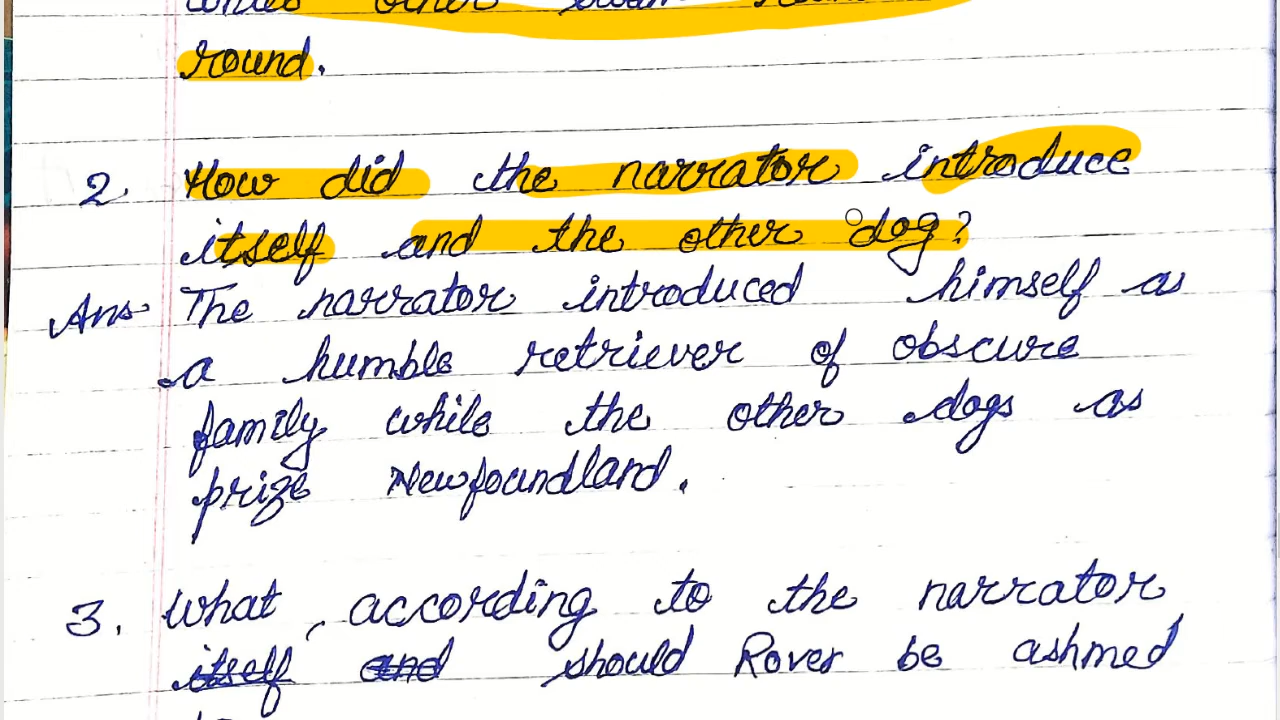 other
round.
2. How did the narrator introduce
itself and the other dog?
Ans The narrator introduced himself as
a humble retriever of obscure
family while the other dogs as
prize Newfoundland.
3. What, according to the narrator
itself and should Rover be ashmed